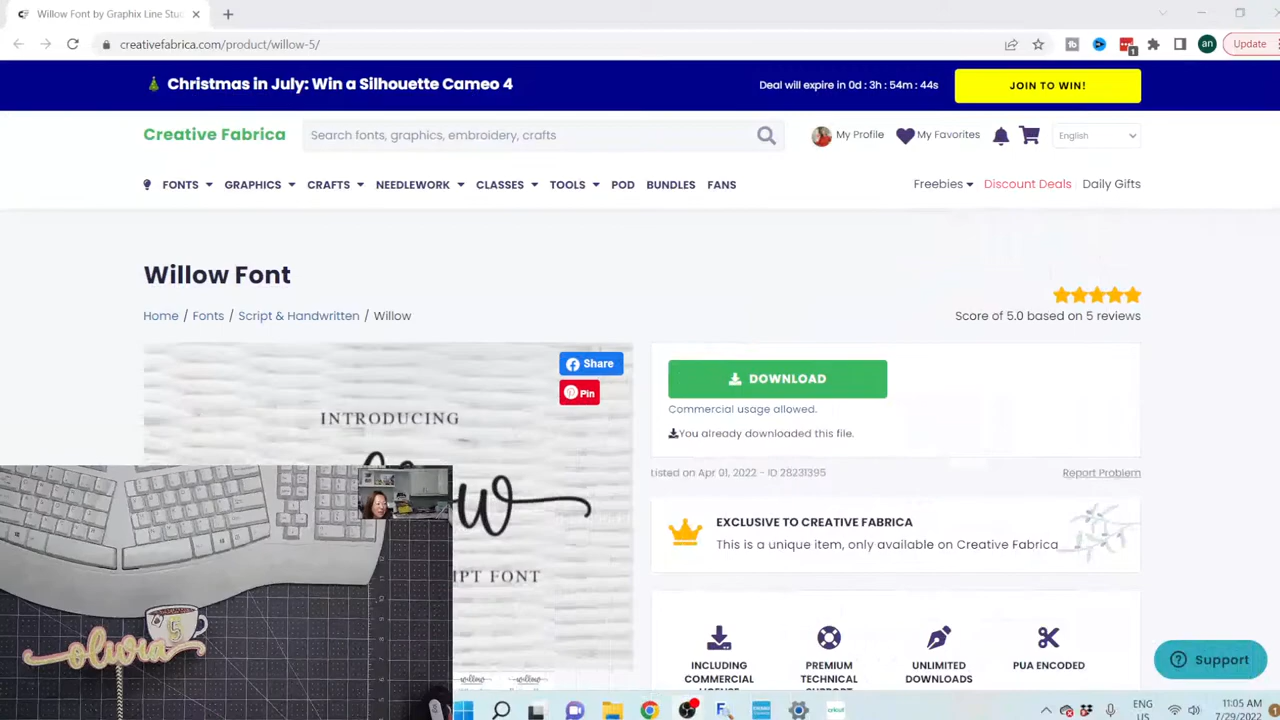 Willow Font by Graphix Line Stu
creativefabrica.com/product/willow-5/
1
an
Update
Christmas in July: Win a Silhouette Cameo 4
Deal will expire in 0d : 3h : 54m : 44s
JOIN TO WIN!
Creative Fabrica
Search fonts, graphics, embroidery, crafts
My Profile
My Favorites
English
FONTS
GRAPHICS
CRAFTS
NEEDLEWORK
CLASSES
TOOLS
POD
BUNDLES
FANS
Freebies
Discount Deals
Daily Gifts
Willow Font
Home / Fonts / Script & Handwritten / Willow
Score of 5.0 based on 5 reviews
Share
Pin
INTRODUCING
DOWNLOAD
Commercial usage allowed.
You already downloaded this file.
Listed on Apr 01, 2022 - ID 28231395
Report Problem
EXCLUSIVE TO CREATIVE FABRICA
This is a unique item, only available on Creative Fabrica
FONT
INCLUDING COMMERCIAL
PREMIUM TECHNICAL
UNLIMITED DOWNLOADS
PUA ENCODED
5
olivia
willow
willow
Support
cricut
ENG
US
11:05 AM
7/29/2022